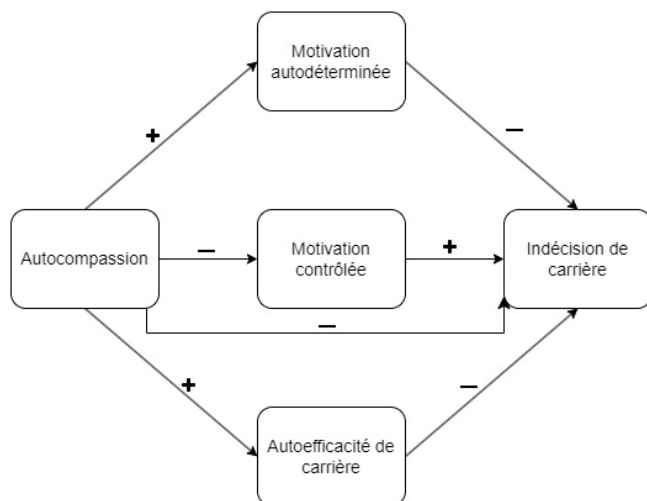 Motivation
autodéterminée
+
—
Autocompassion
—
Motivation
contrôlée
+
Indécision de
carrière
—
+
—
Autoefficacité de
carrière